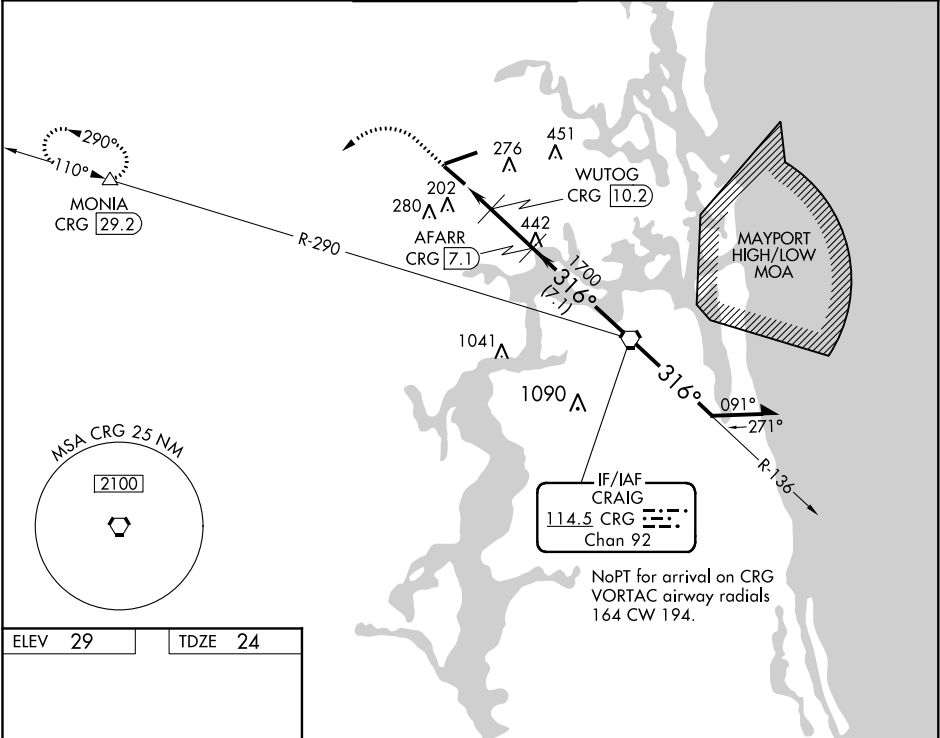 290°
110°
MONIA
CRG 29.2
R-290
202
280
276
451
WUTOG
CRG 10.2
442
AFARR
CRG 7.1
1700
316°
(7.1)
MAYPORT
HIGH/LOW
MOA
1041
1090
316°
091°
271°
R-136
MSA CRG 25 NM
2100
IF/IAF
CRAIG
114.5 CRG
Chan 92
NoPT for arrival on CRG
VORTAC airway radials
164 CW 194.
ELEV 29
TDZE 24